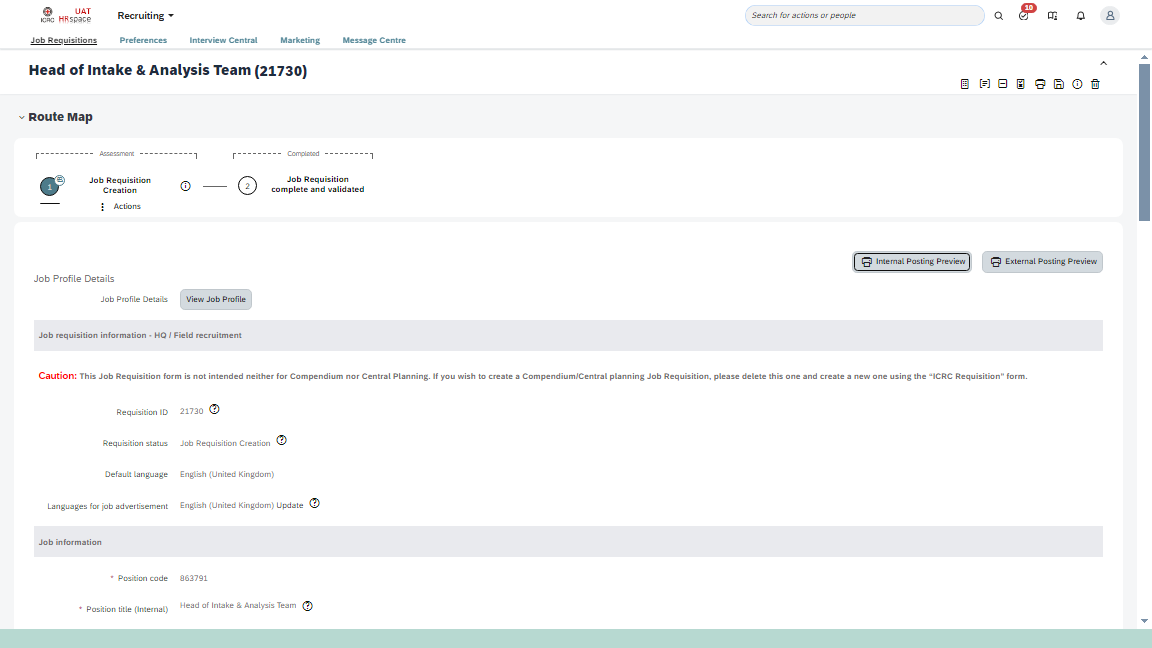 ICRC
UAT
HRspace
Recruiting
Search for actions or people
10
Job Requisitions
Preferences
Interview Central
Marketing
Message Centre
Head of Intake & Analysis Team (21730)
Route Map
Assessment
Completed
1
Job Requisition
Creation
Actions
2
Job Requisition
complete and validated
Internal Posting Preview
External Posting Preview
Job Profile Details
Job Profile Details
View Job Profile
Job requisition information - HQ / Field recruitment
Caution: This Job Requisition form is not intended neither for Compendium nor Central Planning. If you wish to create a Compendium/Central planning Job Requisition, please delete this one and create a new one using the “ICRC Requisition” form.
Requisition ID 21730
Requisition status Job Requisition Creation
Default language English (United Kingdom)
Languages for job advertisement English (United Kingdom) Update
Job information
* Position code 863791
* Position title (Internal) Head of Intake & Analysis Team